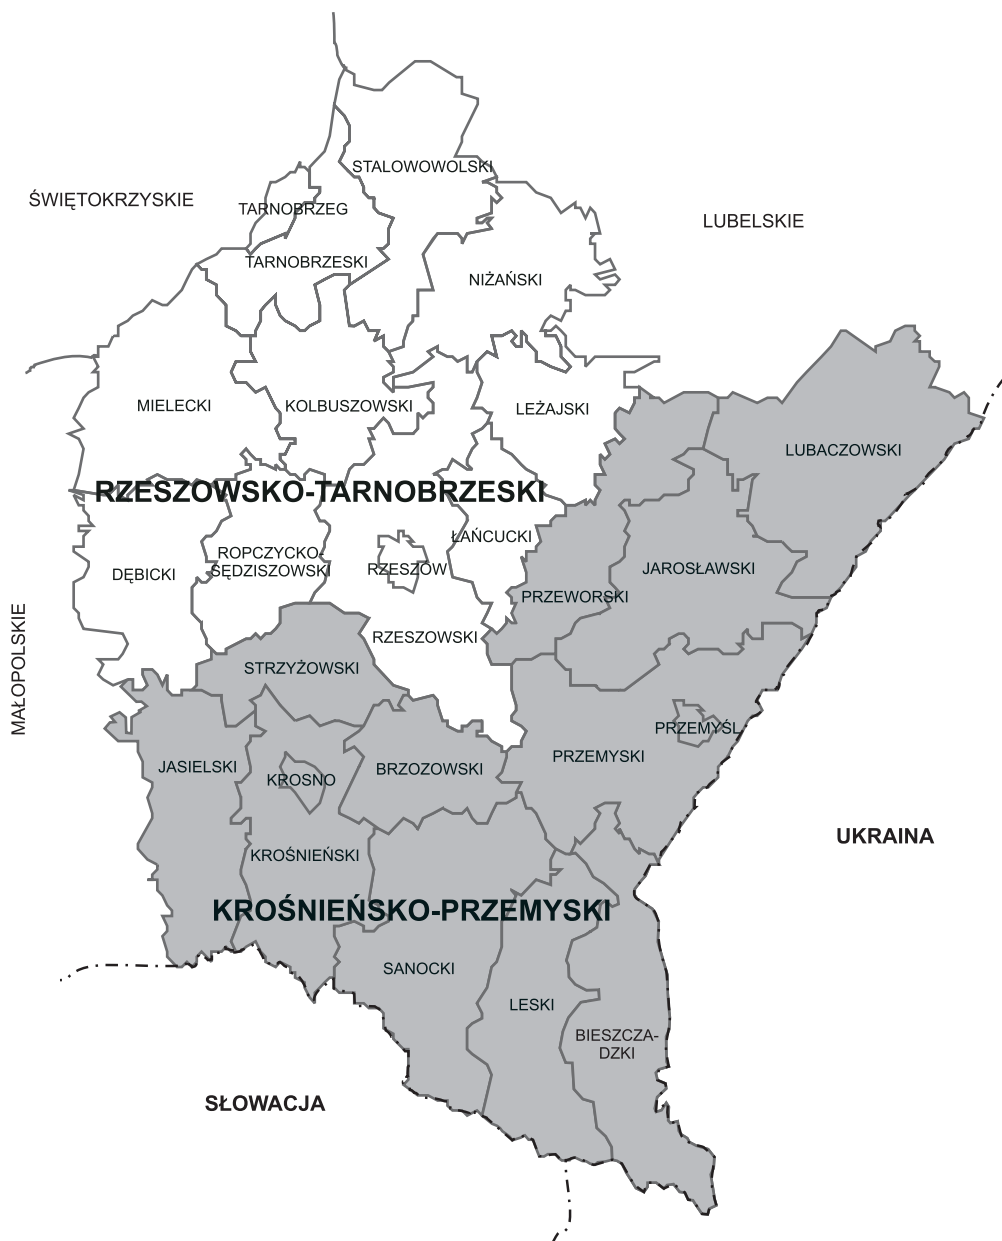 STALOWOWOLSKI
ŚWIĘTOKRZYSKIE
TARNOBRZEG
LUBELSKIE
TARNOBRZESKI
NIŻAŃSKI
MIELECKI
KOLBUSZOWSKI
LEŻAJSKI
LUBACZOWSKI
RZESZOWSKO-TARNOBRZESKI
ŁAŃCUCKI
ROPCZYCKO-
SĘDZISZOWSKI
RZESZÓW
DĘBICKI
JAROSŁAWSKI
PRZEWORSKI
RZESZOWSKI
MAŁOPOLSKIE
STRZYŻOWSKI
PRZEMYŚL
PRZEMYSKI
JASIELSKI
KROSNO
BRZOZOWSKI
UKRAINA
KROŚNIEŃSKI
KROŚNIEŃSKO-PRZEMYSKI
SANOCKI
LESKI
BIESZCZA-
DZKI
SŁOWACJA